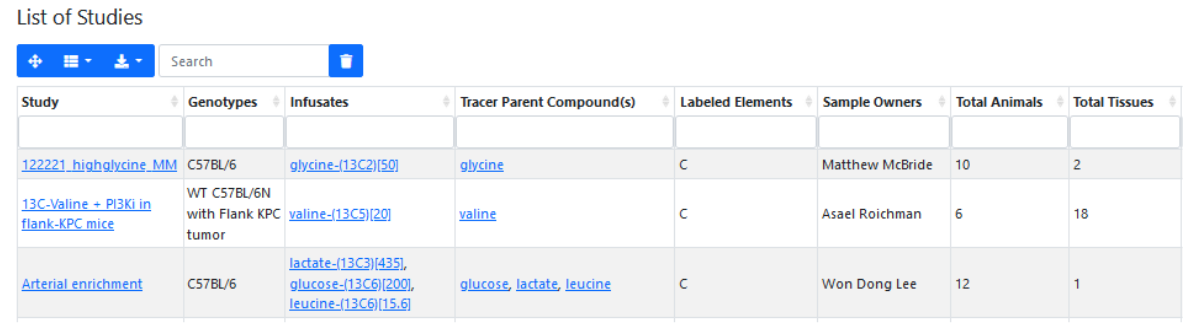 List of Studies
Search
Study Genotypes Infusates Tracer Parent Compound(s) Labeled Elements Sample Owners Total Animals Total Tissues
122221_highglycine_MM C57BL/6 glycine-(13C2)[50] glycine C Matthew McBride 10 2
13C-Valine + PI3Ki in flank-KPC mice WT C57BL/6N with Flank KPC tumor valine-(13C5)[20] valine C Asael Roichman 6 18
Arterial enrichment C57BL/6 lactate-(13C3)[435], glucose-(13C6)[200], leucine-(13C6)[15.6] glucose, lactate, leucine C Won Dong Lee 12 1